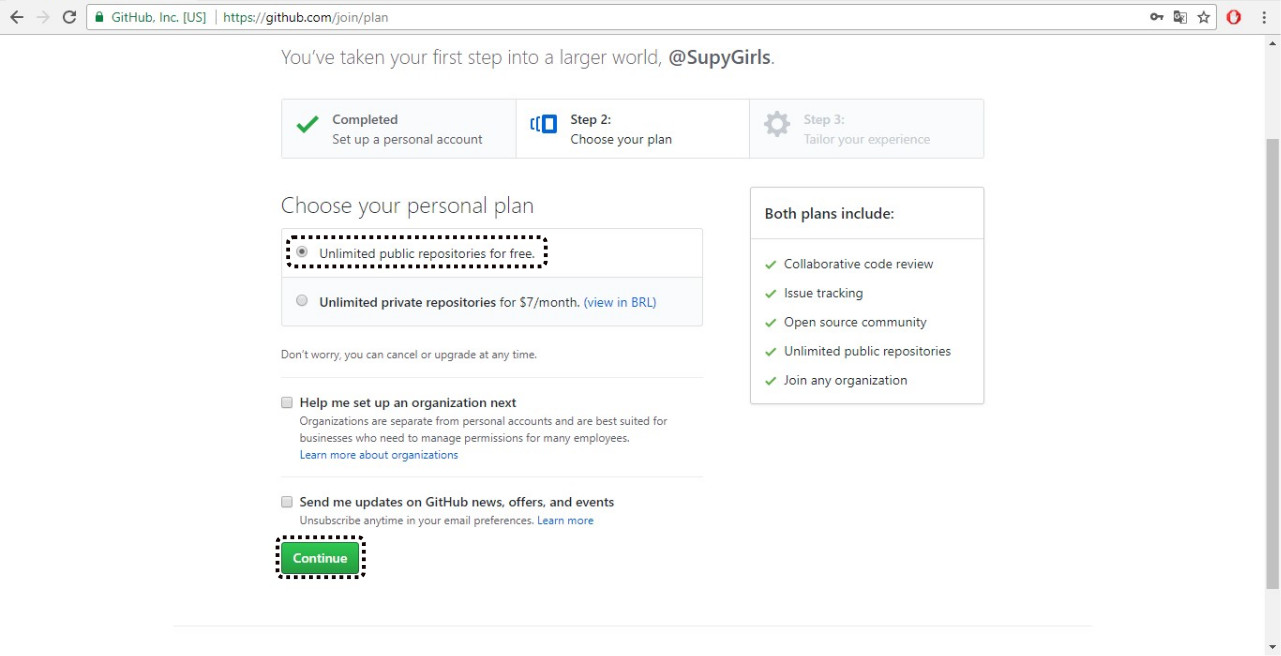 GitHub, Inc. [US] | https://github.com/join/plan
You've taken your first step into a larger world, @SupyGirls.
Completed
Set up a personal account
Step 2:
Choose your plan
Step 3:
Tailor your experience
Choose your personal plan
Unlimited public repositories for free.
Unlimited private repositories for $7/month. (view in BRL)
Don't worry, you can cancel or upgrade at any time.
Help me set up an organization next
Organizations are separate from personal accounts and are best suited for
businesses who need to manage permissions for many employees.
Learn more about organizations
Send me updates on GitHub news, offers, and events
Unsubscribe anytime in your email preferences. Learn more
Continue
Both plans include:
Collaborative code review
Issue tracking
Open source community
Unlimited public repositories
Join any organization